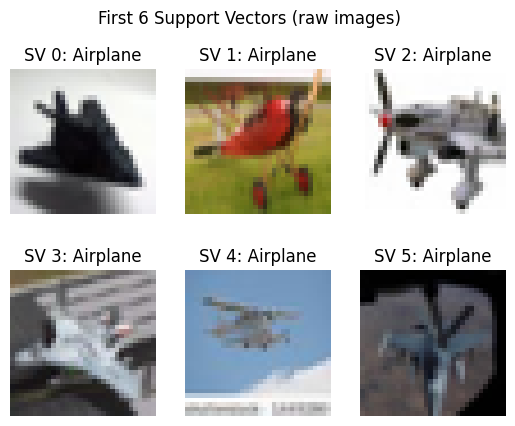 First 6 Support Vectors (raw images)
SV 0: Airplane
SV 1: Airplane
SV 2: Airplane
SV 3: Airplane
SV 4: Airplane
SV 5: Airplane